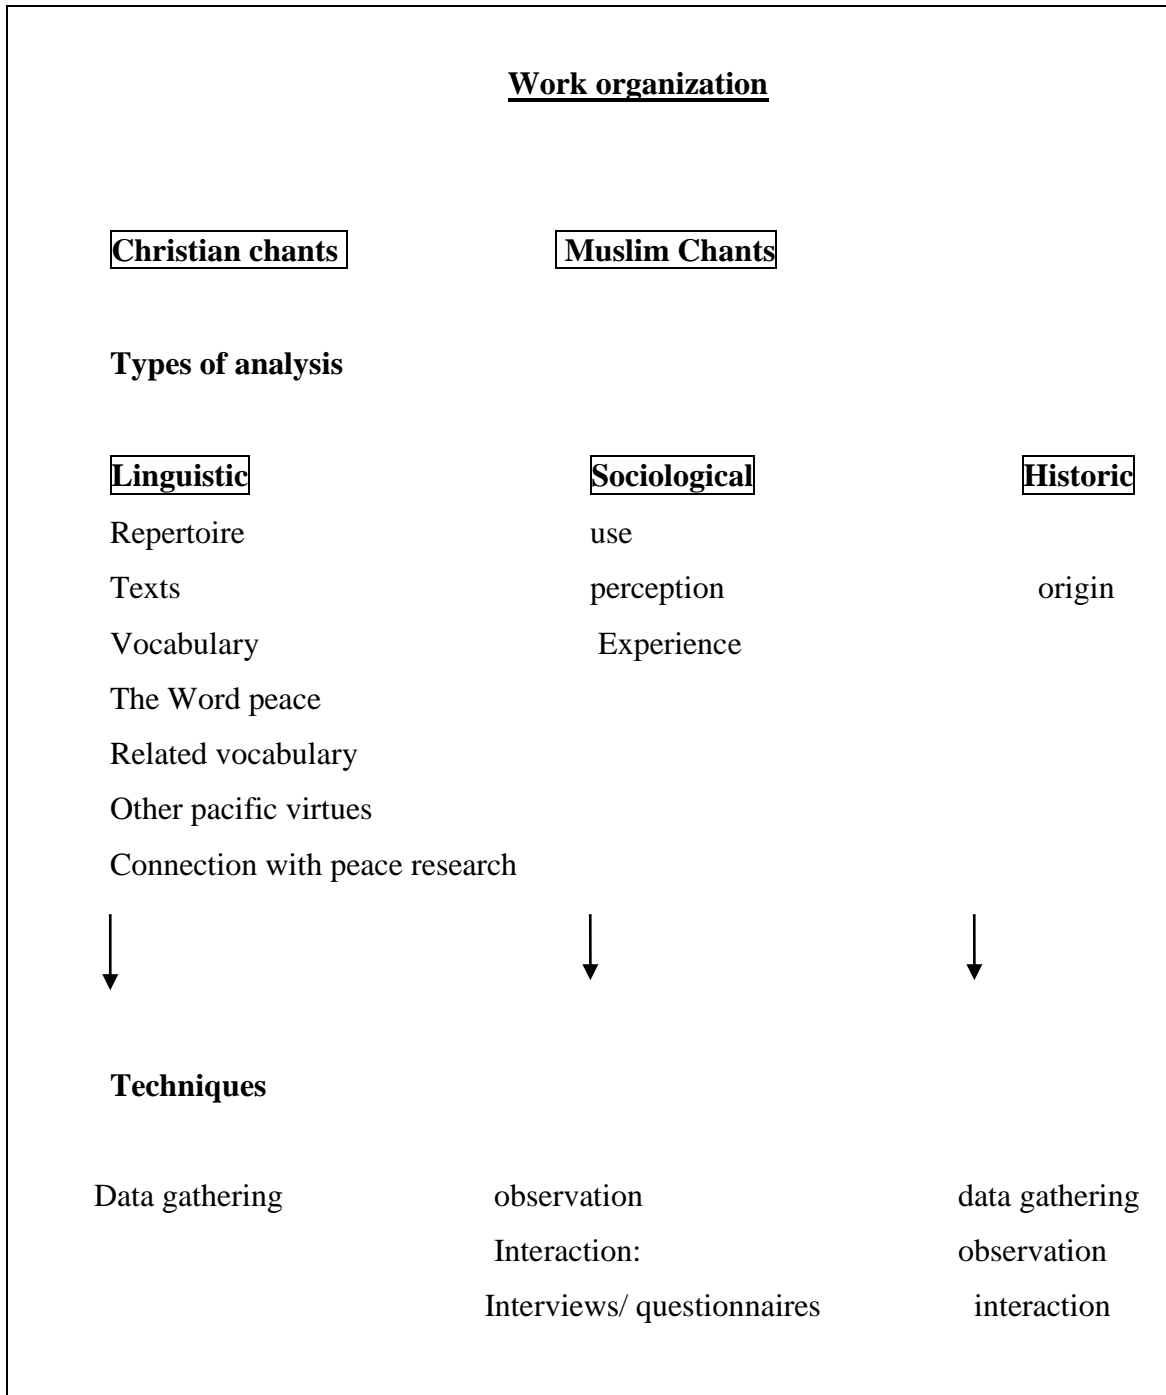 Work organization
Christian chants Muslim Chants
Types of analysis
Linguistic Sociological Historic
Repertoire use
Texts perception origin
Vocabulary Experience
The Word peace
Related vocabulary
Other pacific virtues
Connection with peace research
Techniques
Data gathering observation data gathering
Interaction: observation
Interviews/ questionnaires interaction